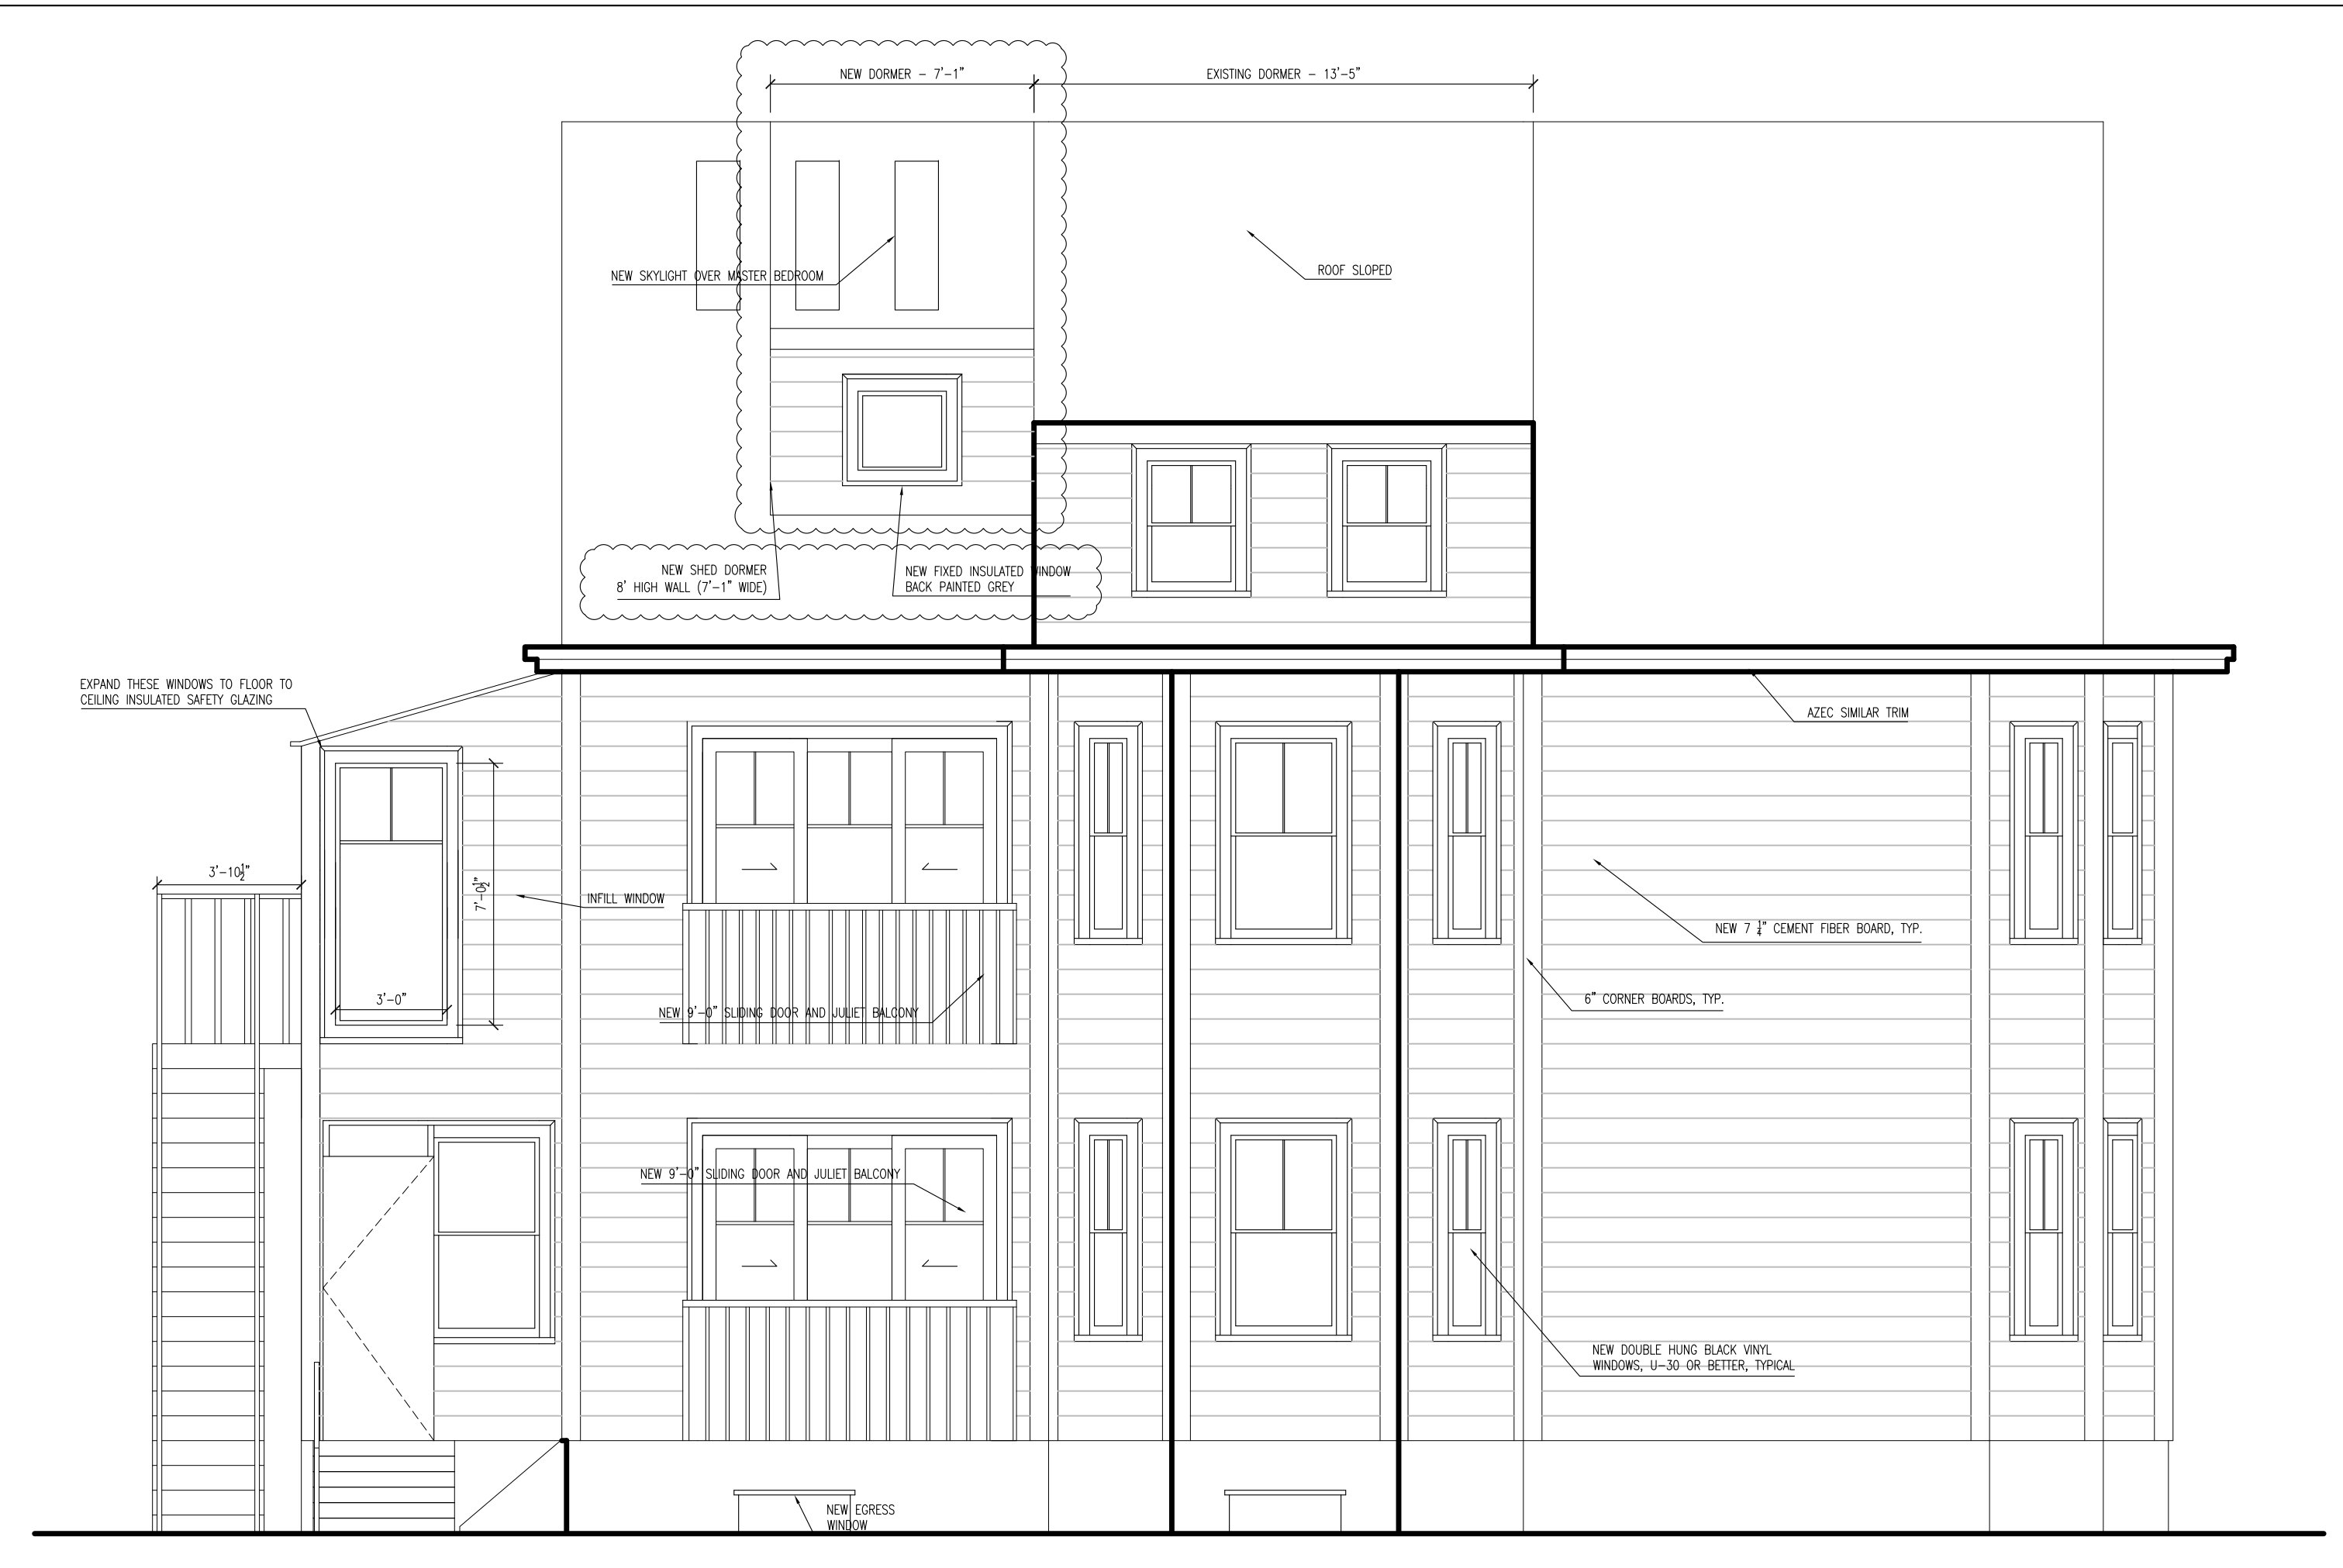 NEW DORMER – 7'–1"
EXISTING DORMER – 13'–5"
NEW SKYLIGHT OVER MASTER BEDROOM
ROOF SLOPED
NEW SHED DORMER
8' HIGH WALL (7'–1" WIDE)
NEW FIXED INSULATED WINDOW
BACK PAINTED GREY
EXPAND THESE WINDOWS TO FLOOR TO
CEILING INSULATED SAFETY GLAZING
AZEC SIMILAR TRIM
3'–10½"
7'–0½"
INFILL WINDOW
NEW 7 ¼" CEMENT FIBER BOARD, TYP.
3'–0"
6" CORNER BOARDS, TYP.
NEW 9'–0" SLIDING DOOR AND JULIET BALCONY
NEW 9'–0" SLIDING DOOR AND JULIET BALCONY
NEW DOUBLE HUNG BLACK VINYL
WINDOWS, U–30 OR BETTER, TYPICAL
NEW EGRESS
WINDOW